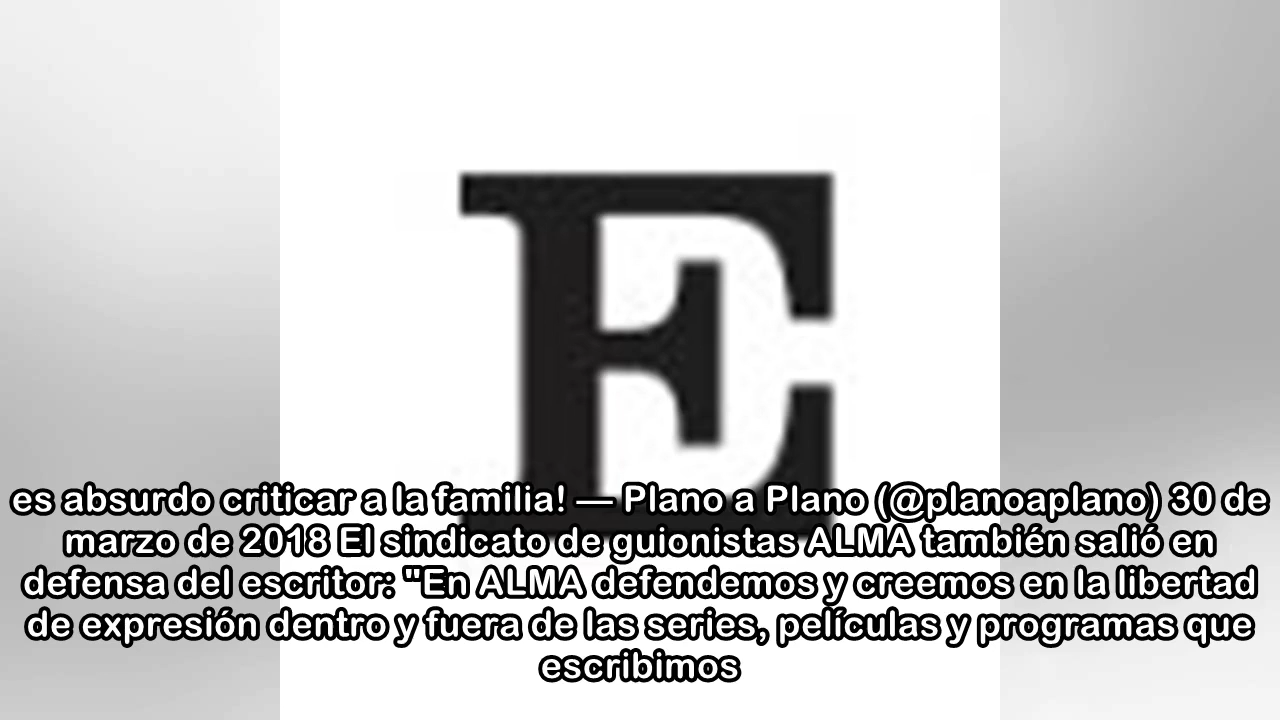 E
es absurdo criticar a la familia! — Plano a Plano (@planoaplano) 30 de
marzo de 2018 El sindicato de guionistas ALMA también salió en
defensa del escritor: "En ALMA defendemos y creemos en la libertad
de expresión dentro y fuera de las series, películas y programas que
escribimos